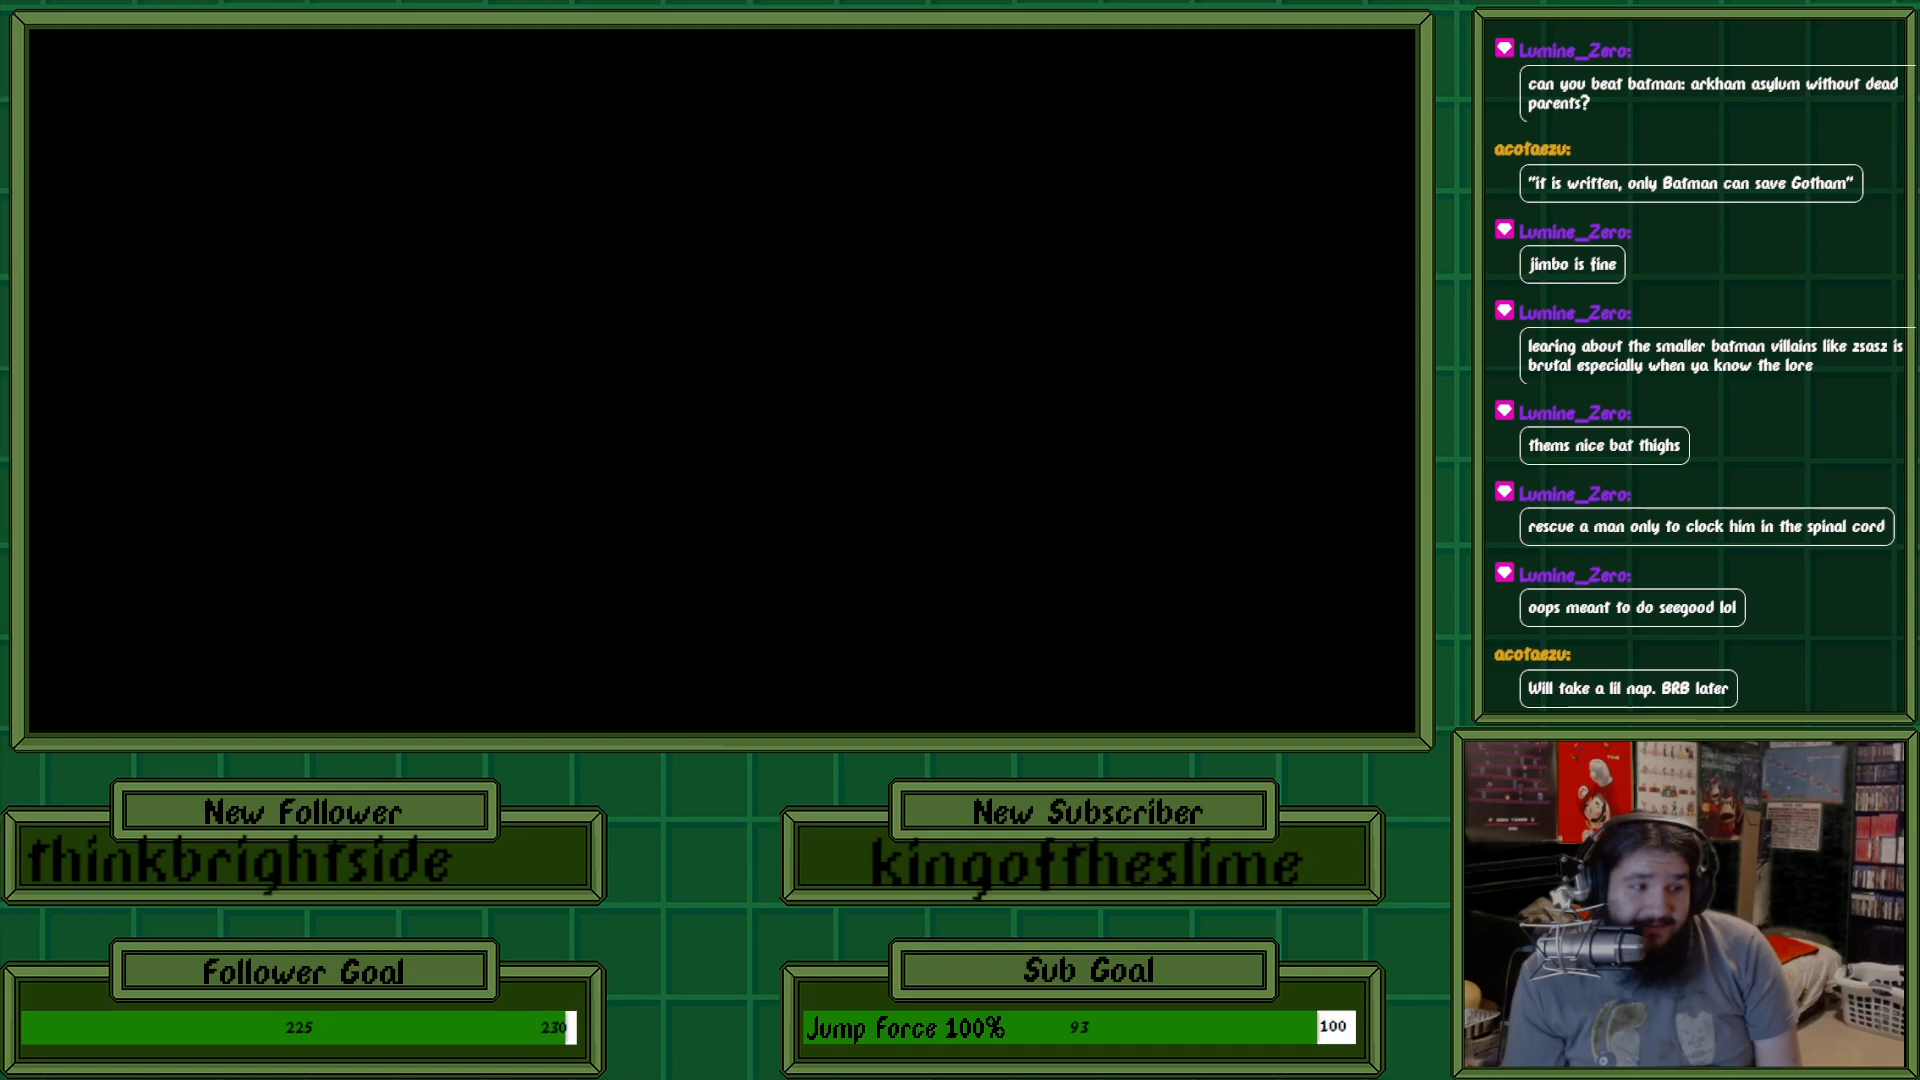 Lumine_Zero:
can you beat batman: arkham asylum without dead
parents?
acotaezu:
"it is written, only Batman can save Gotham"
Lumine_Zero:
jimbo is fine
Lumine_Zero:
learing about the smaller batman villains like zsasz is
brutal especially when ya know the lore
Lumine_Zero:
thems nice bat thighs
Lumine_Zero:
rescue a man only to clock him in the spinal cord
Lumine_Zero:
oops meant to do seegood lol
acotaezu:
Will take a lil nap. BRB later
New Follower
thinkbrightside
New Subscriber
kingoftheslime
Follower Goal
225 230
Sub Goal
Jump Force 100% 93 100